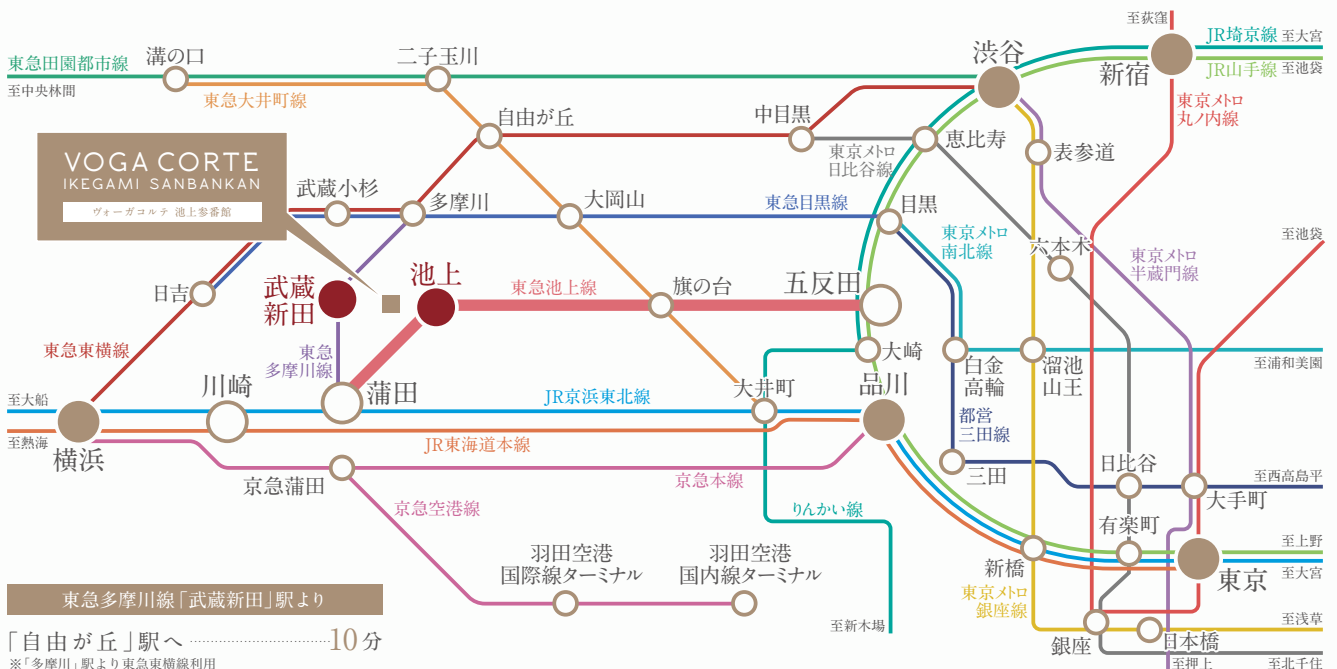 至荻窪
JR埼京線 至大宮
渋谷
新宿
JR山手線 至池袋
東急田園都市線
溝の口
二子玉川
至中央林間
東急大井町線
東京メトロ
丸ノ内線
自由が丘
中目黒
恵比寿
表参道
東京メトロ
日比谷線
VOGA CORTE
IKEGAMI SANBANKAN
ヴォーガコルテ 池上参番館
武蔵小杉
多摩川
大岡山
東急目黒線
目黒
東京メトロ
南北線
六本木
東京メトロ
半蔵門線
至池袋
日吉
武蔵
新田
池上
東急池上線
旗の台
五反田
東急東横線
東急
多摩川線
大崎
白金
高輪
溜池
山王
至浦和美園
川崎
蒲田
JR京浜東北線
大井町
品川
至大船
至熱海
横浜
JR東海道本線
都営
三田線
京急蒲田
京急本線
三田
日比谷
至西高島平
大手町
京急空港線
りんかい線
有楽町
羽田空港
国際線ターミナル
羽田空港
国内線ターミナル
新橋
東京
至上野
至大宮
東京メトロ
銀座線
東急多摩川線「武蔵新田」駅より
「自由が丘」駅へ 10分
※「多摩川」駅より東急東横線利用
至新木場
銀座
日本橋
至浅草
至押上
至北千住